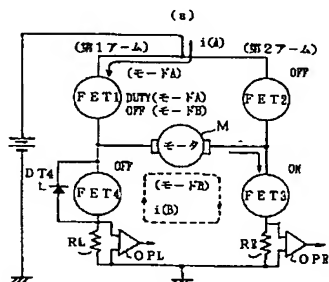 (a)
(第1アーム) i(A) (第2アーム)
(モードA)
OFF
FET1 DUTY(モードA) FET2
OFF (モードB)
M
モータ
DT4 OFF (モードB) ON
L
FET4 FET3
i(B)
RL OPL RR OPR